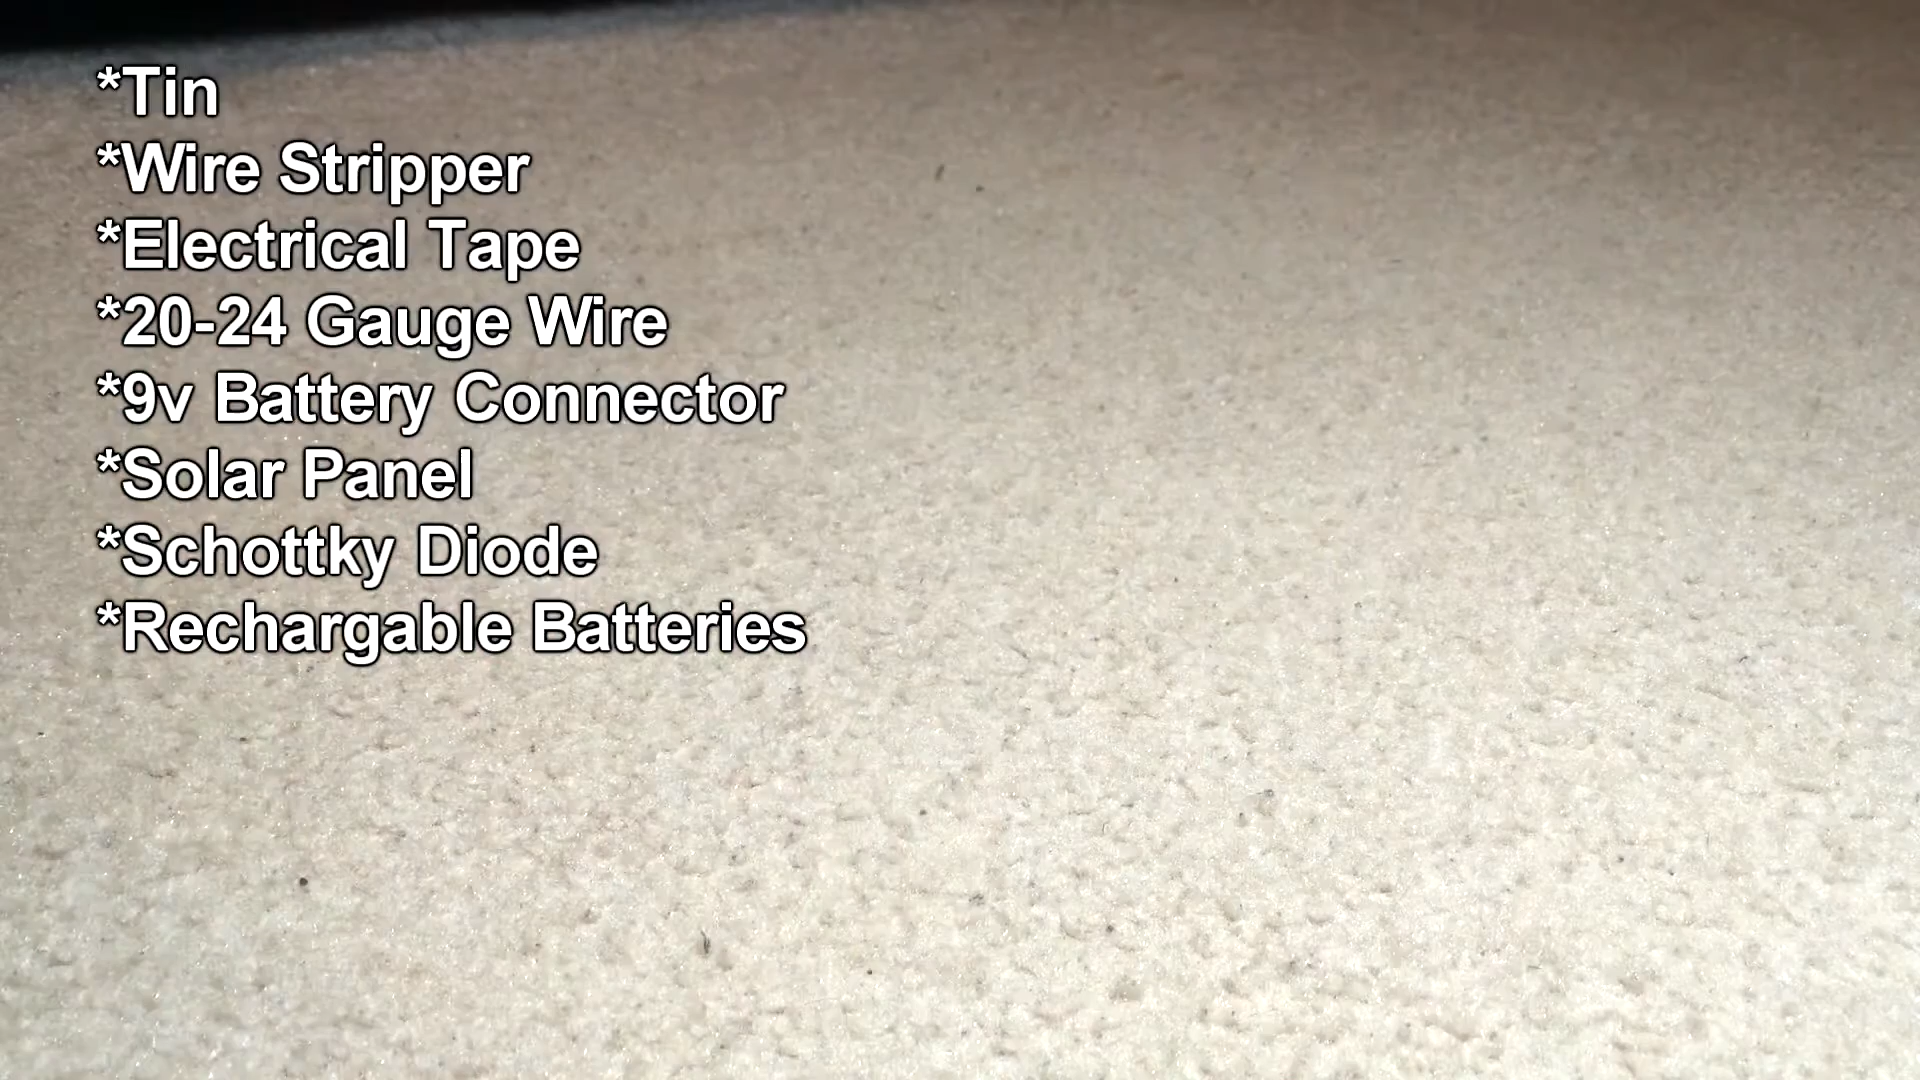 *Tin
*Wire Stripper
*Electrical Tape
*20-24 Gauge Wire
*9v Battery Connector
*Solar Panel
*Schottky Diode
*Rechargable Batteries